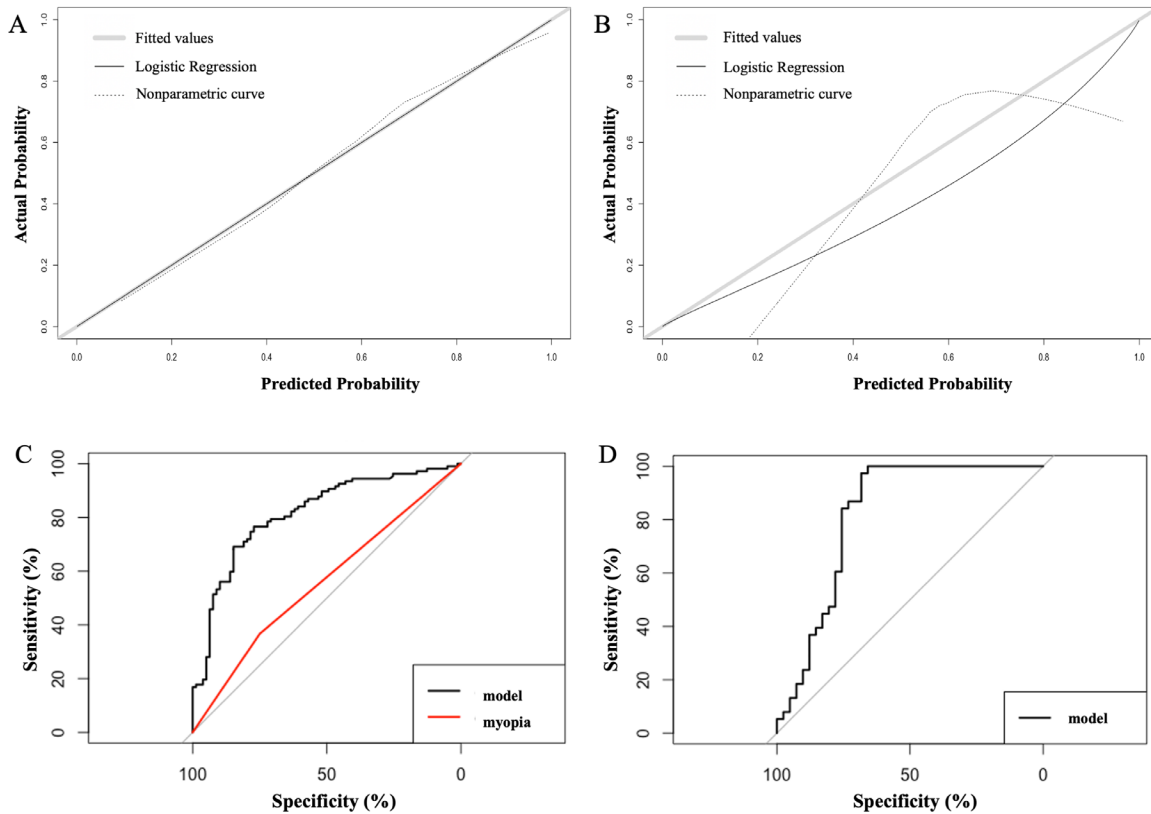 A
Fitted values
Logistic Regression
Nonparametric curve
Actual Probability
0.0 0.2 0.4 0.6 0.8 1.0
0.0 0.2 0.4 0.6 0.8 1.0
Predicted Probability
B
Fitted values
Logistic Regression
Nonparametric curve
Actual Probability
0.0 0.2 0.4 0.6 0.8 1.0
0.0 0.2 0.4 0.6 0.8 1.0
Predicted Probability
C
Sensitivity (%)
0 20 40 60 80 100
model
myopia
100 50 0
Specificity (%)
D
Sensitivity (%)
0 20 40 60 80 100
model
100 50 0
Specificity (%)